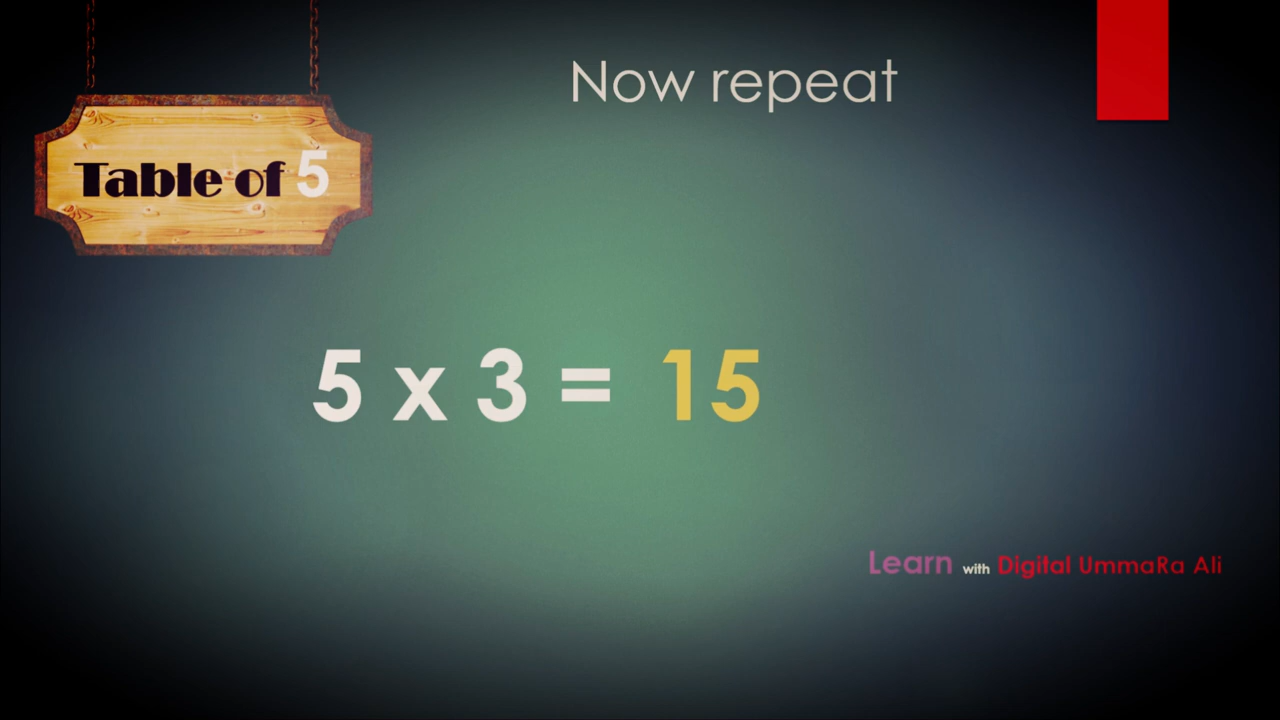 Now repeat
Table of 5
5 x 3 = 15
Learn with Digital UmmaRa Ali